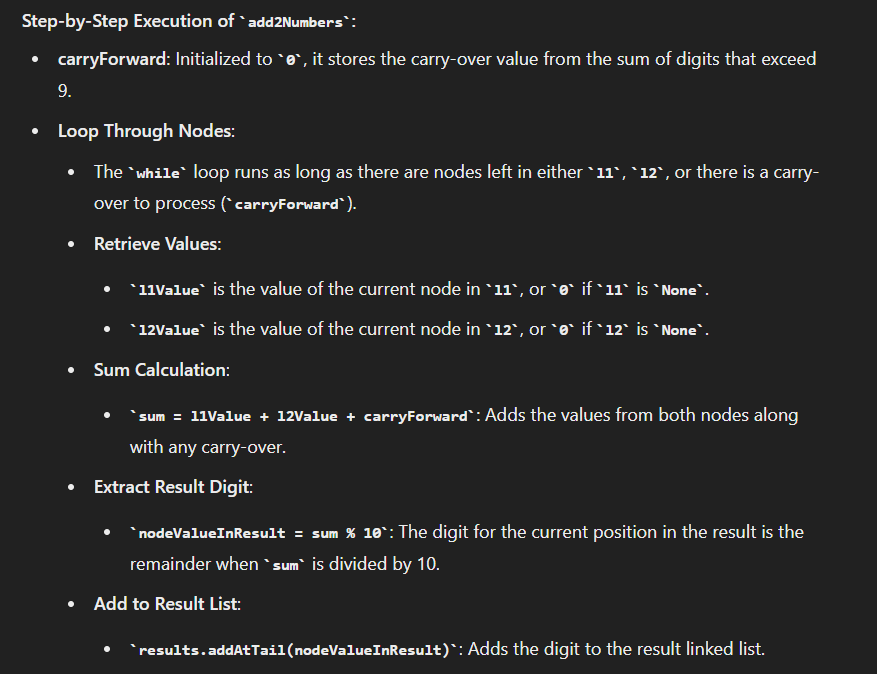 Step-by-Step Execution of `add2Numbers`:
• carryForward: Initialized to `0`, it stores the carry-over value from the sum of digits that exceed
9.
• Loop Through Nodes:
• The `while` loop runs as long as there are nodes left in either `l1`, `l2`, or there is a carry-
over to process (`carryForward`).
• Retrieve Values:
• `l1Value` is the value of the current node in `l1`, or `0` if `l1` is `None`.
• `l2Value` is the value of the current node in `l2`, or `0` if `l2` is `None`.
• Sum Calculation:
• `sum = l1Value + l2Value + carryForward`: Adds the values from both nodes along
with any carry-over.
• Extract Result Digit:
• `nodeValueInResult = sum % 10`: The digit for the current position in the result is the
remainder when `sum` is divided by 10.
• Add to Result List:
• `results.addAtTail(nodeValueInResult)`: Adds the digit to the result linked list.